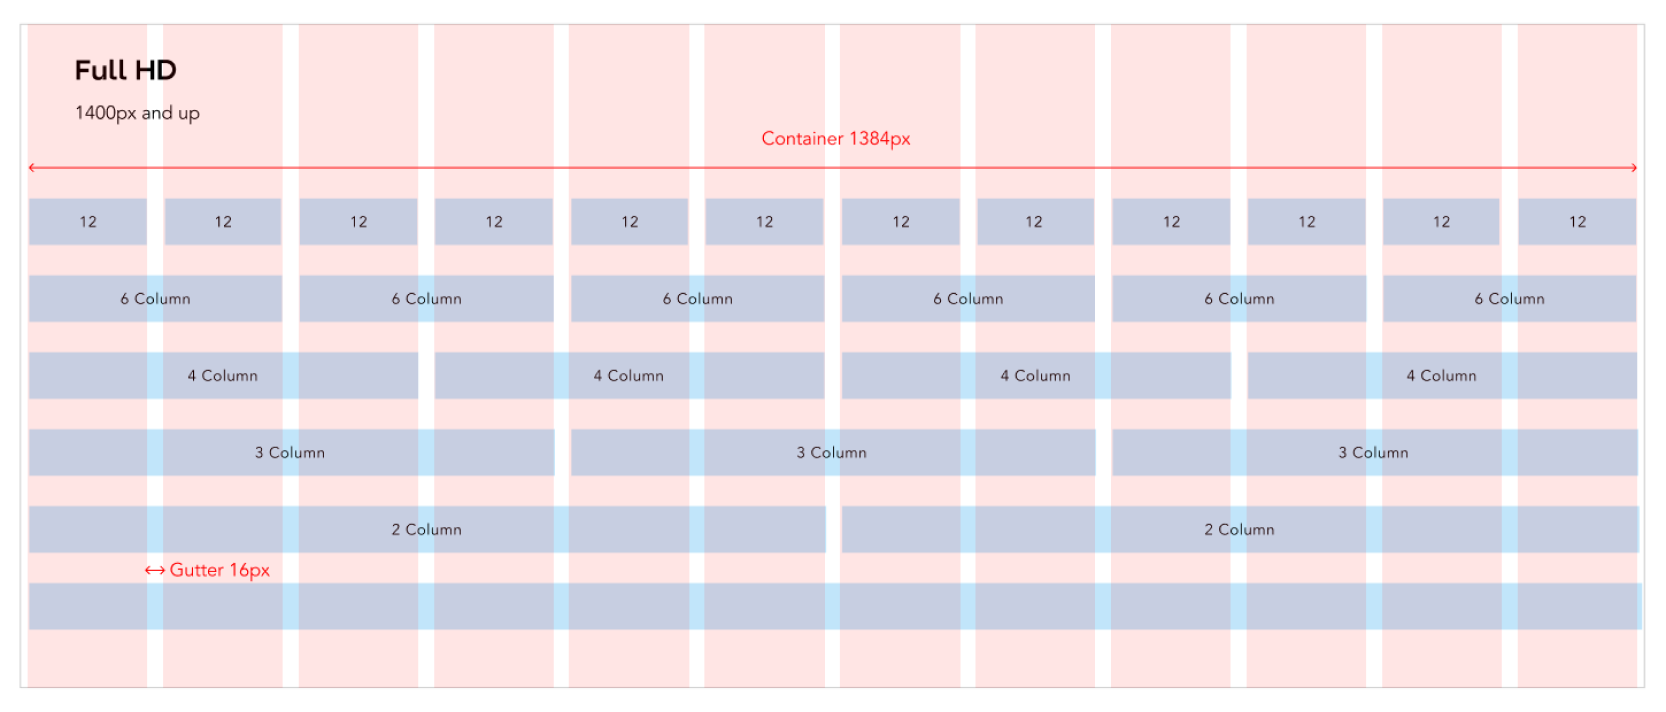 Full HD
1400px and up
Container 1384px
12 12 12 12 12 12 12 12 12 12 12 12
6 Column 6 Column 6 Column 6 Column 6 Column 6 Column
4 Column 4 Column 4 Column 4 Column
3 Column 3 Column 3 Column
2 Column 2 Column
Gutter 16px